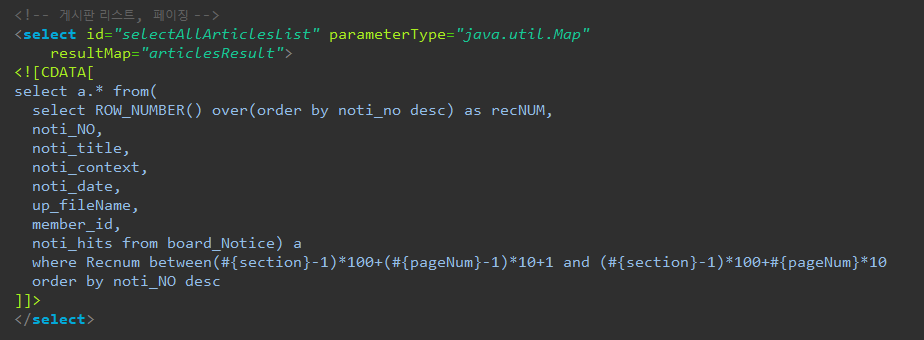 <!-- 게시판 리스트, 페이징 -->
<select id="selectAllArticlesList" parameterType="java.util.Map"
resultMap="articlesResult">
<![CDATA[
select a.* from(
select ROW_NUMBER() over(order by noti_no desc) as recNUM,
noti_NO,
noti_title,
noti_context,
noti_date,
up_fileName,
member_id,
noti_hits from board_Notice) a
where Recnum between(#{section}-1)*100+(#{pageNum}-1)*10+1 and (#{section}-1)*100+#{pageNum}*10
order by noti_NO desc
]]>
</select>